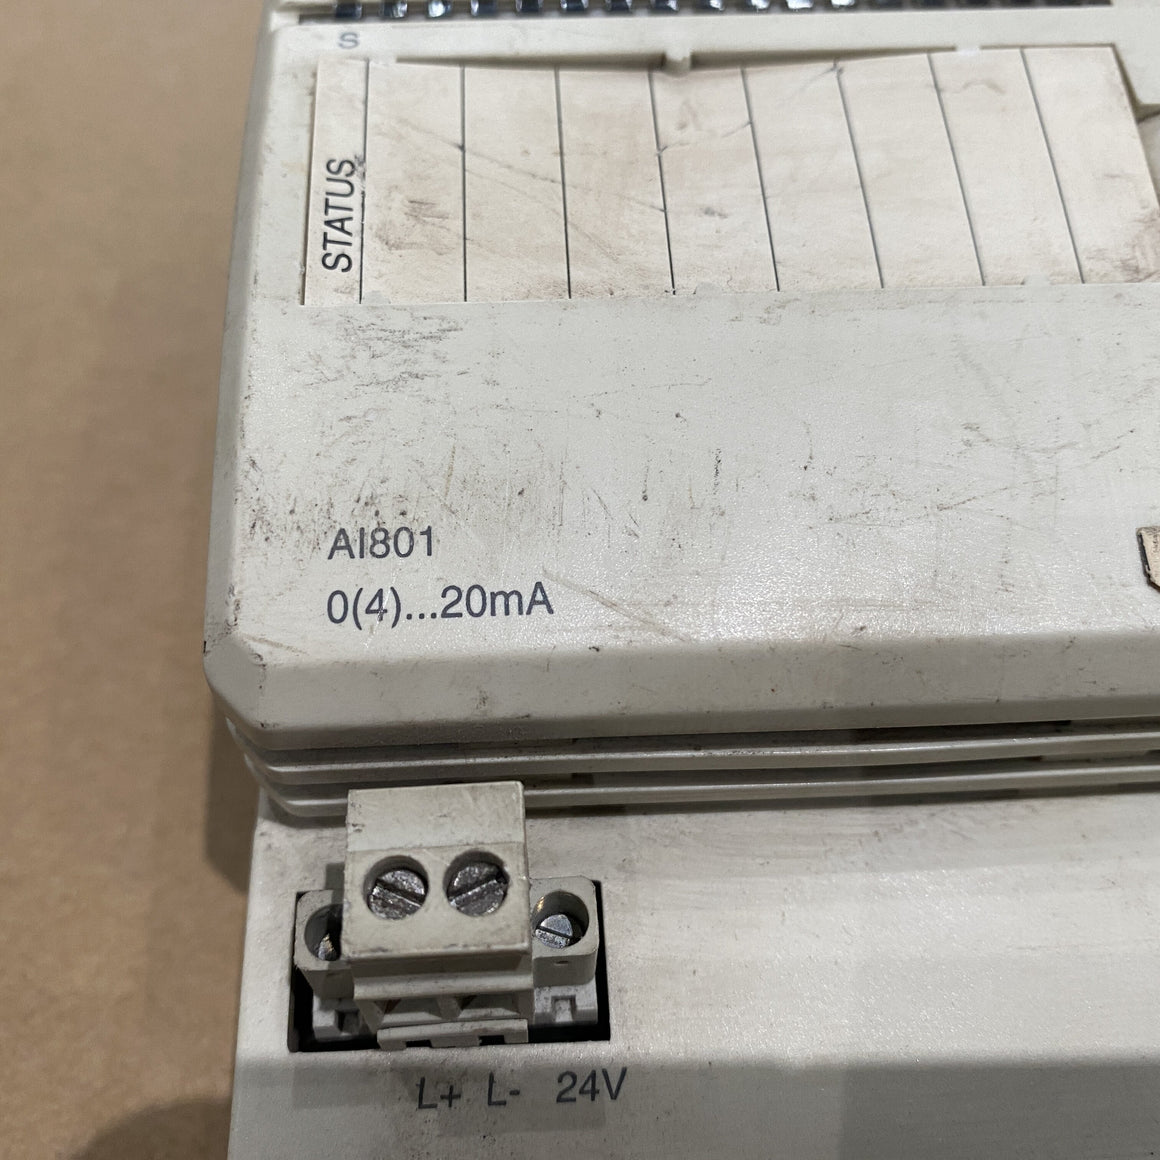 S
STATUS
AI801
0(4)...20mA
L+ L- 24V